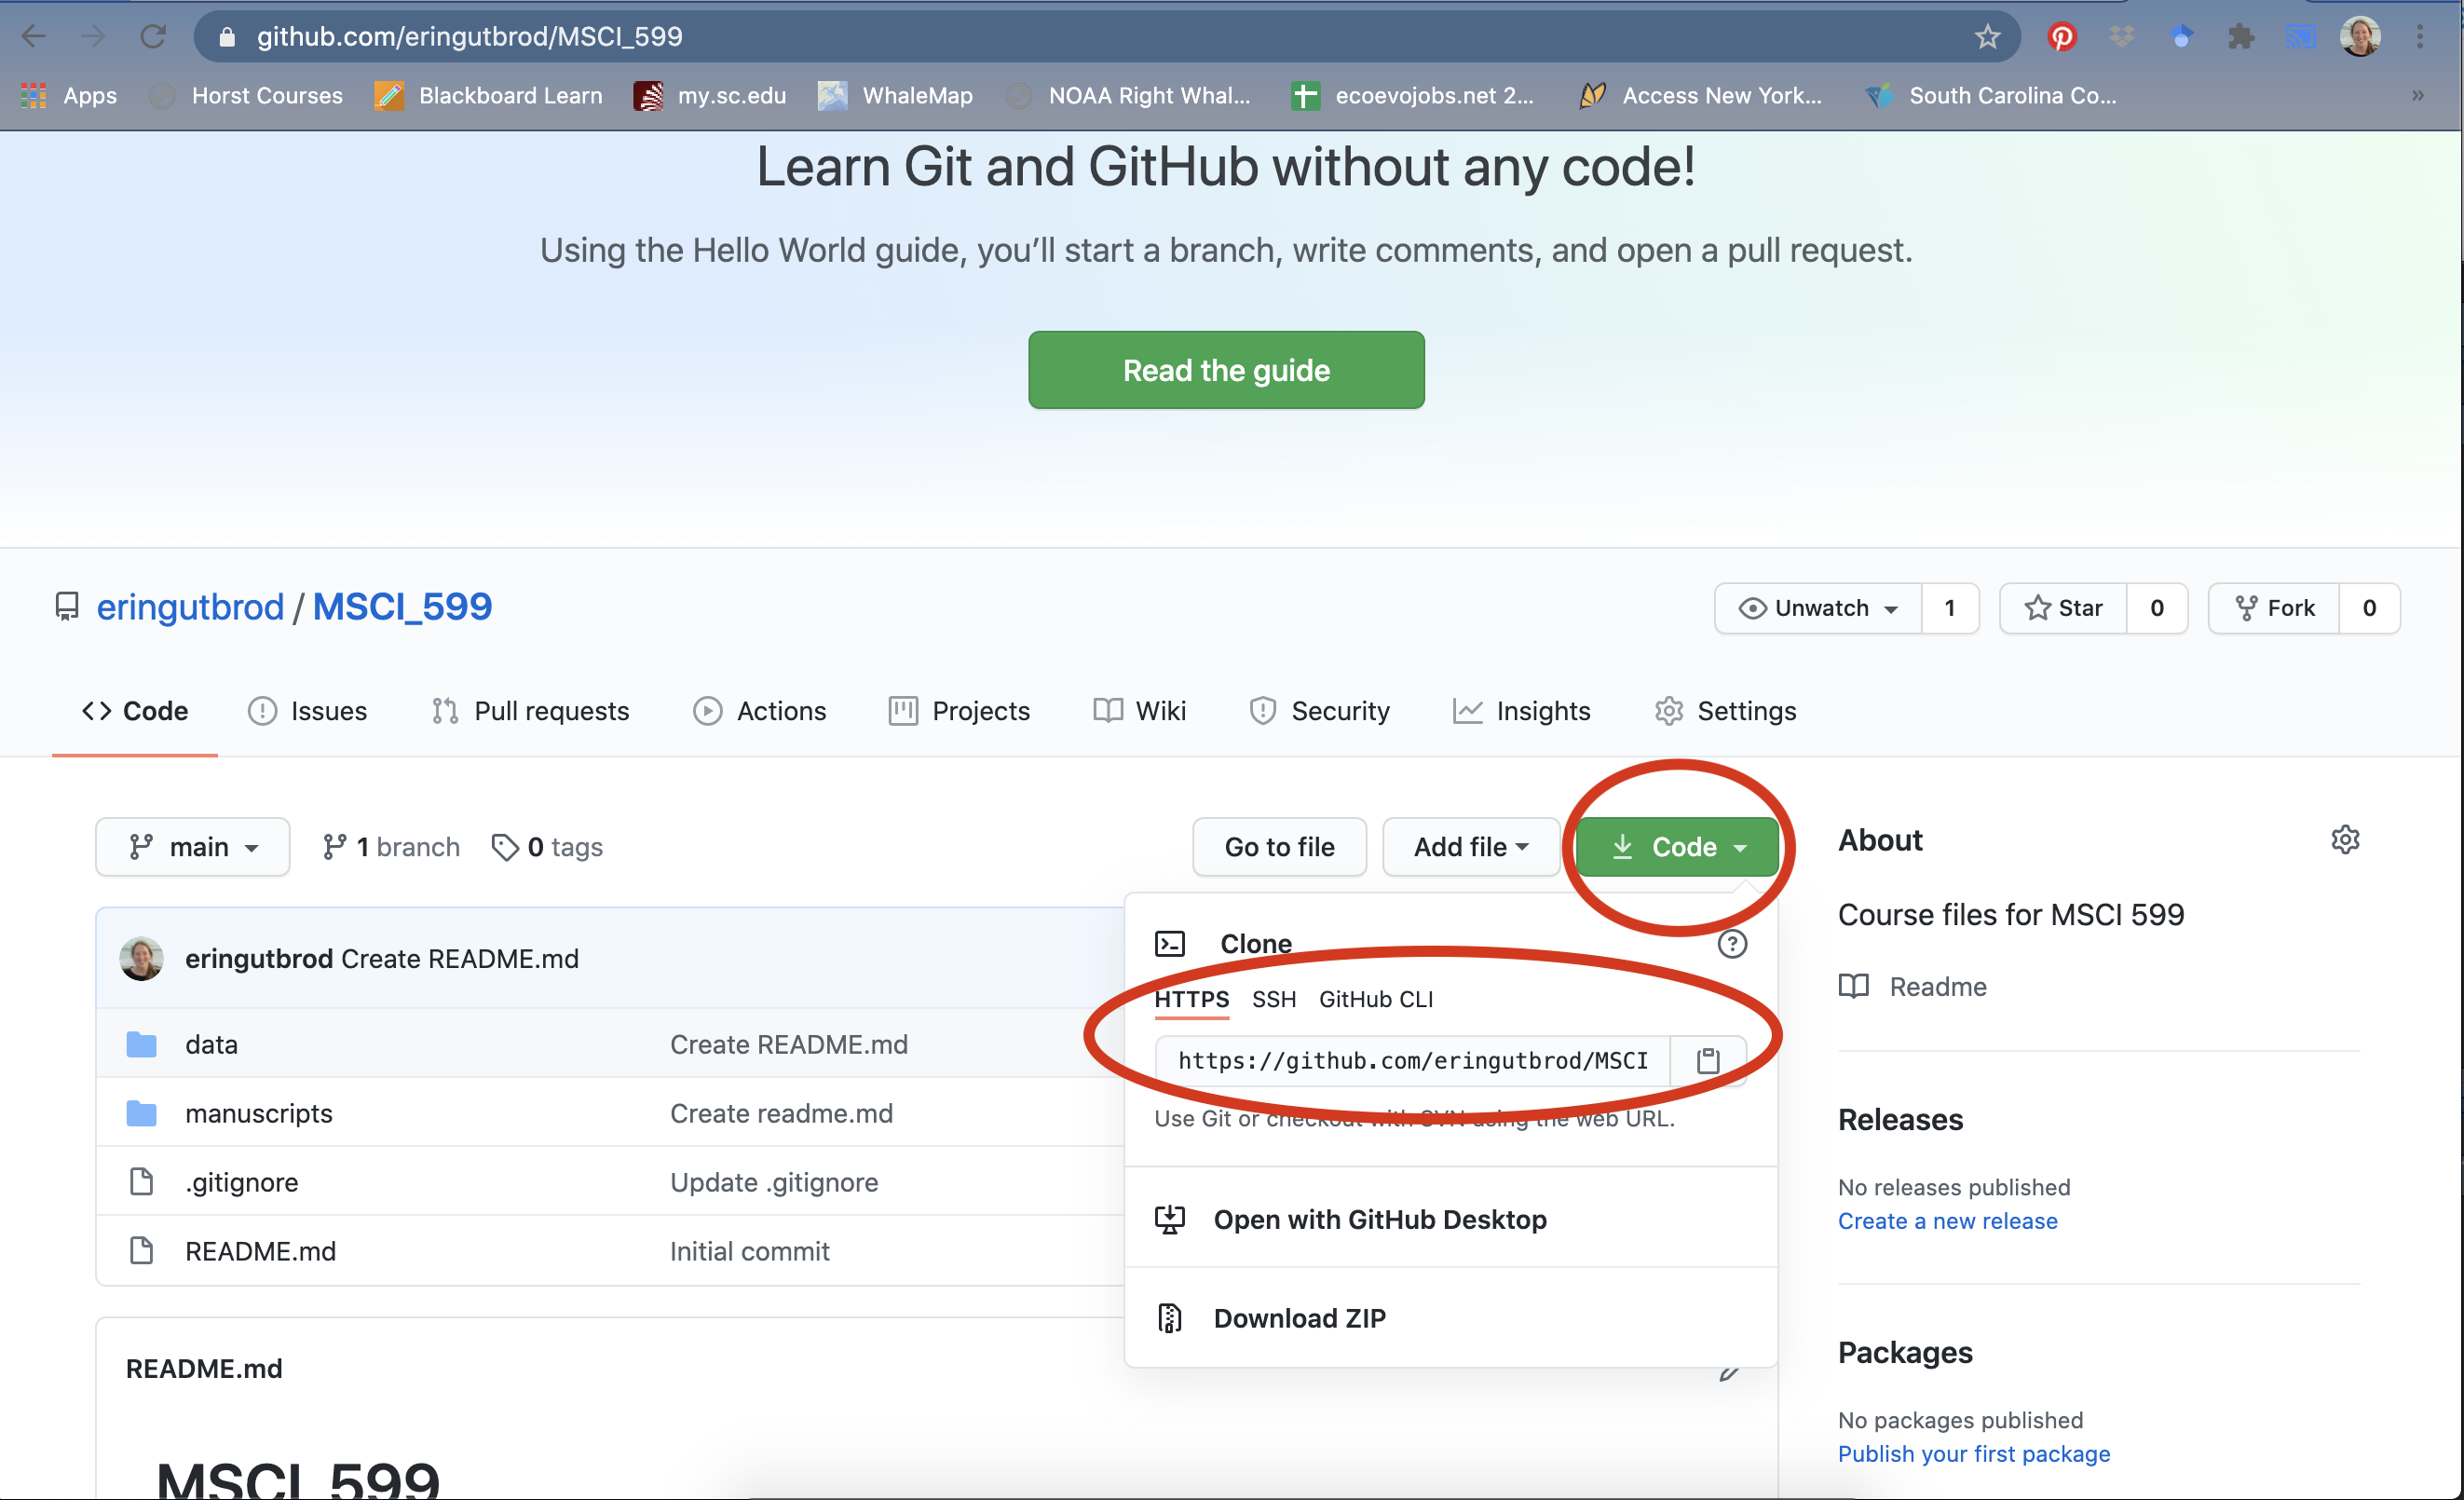 github.com/eringutbrod/MSCI_599
Apps Horst Courses Blackboard Learn my.sc.edu WhaleMap NOAA Right Whal... ecoevojobs.net 2... Access New York... South Carolina Co... »
Learn Git and GitHub without any code!
Using the Hello World guide, you’ll start a branch, write comments, and open a pull request.
Read the guide
eringutbrod / MSCI_599
Unwatch 1 Star 0 Fork 0
Code Issues Pull requests Actions Projects Wiki Security Insights Settings
main 1 branch 0 tags Go to file Add file Code
eringutbrod Create README.md
data Create README.md
manuscripts Create readme.md
.gitignore Update .gitignore
README.md Initial commit
Clone
HTTPS SSH GitHub CLI
https://github.com/eringutbrod/MSCI
Use Git or checkout with SVN using the web URL.
Open with GitHub Desktop
Download ZIP
README.md
MSCI_599
About
Course files for MSCI 599
Readme
Releases
No releases published
Create a new release
Packages
No packages published
Publish your first package